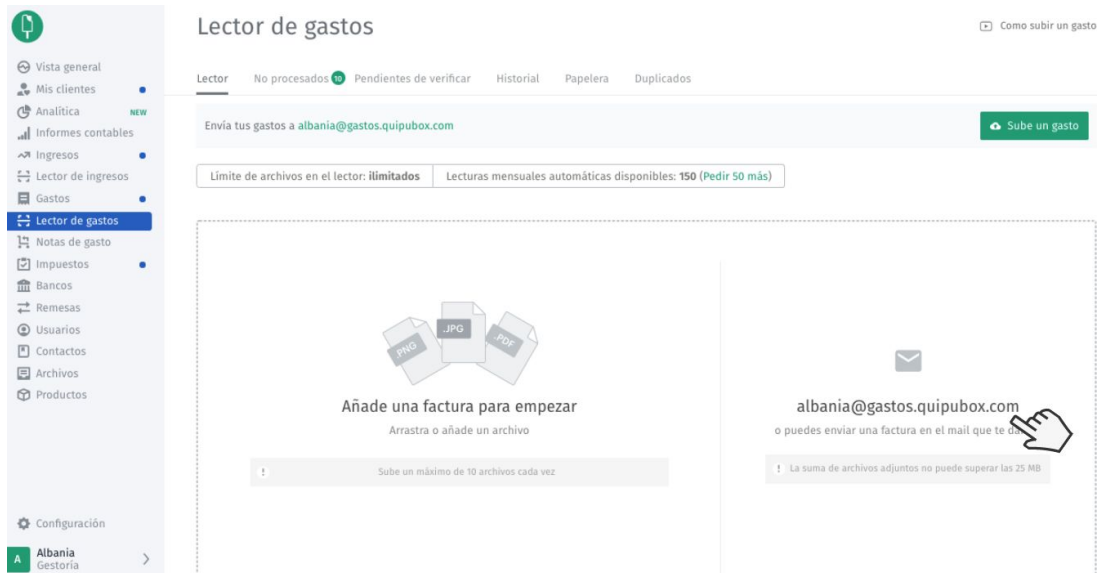 Lector de gastos
Como subir un gasto
Vista general
Mis clientes
Analítica NEW
Informes contables
Ingresos
Lector de ingresos
Gastos
Lector de gastos
Notas de gasto
Impuestos
Bancos
Remesas
Usuarios
Contactos
Archivos
Productos
Configuración
A Albania
Gestoría
Lector No procesados 10 Pendientes de verificar Historial Papelera Duplicados
Envía tus gastos a albania@gastos.quipubox.com
Sube un gasto
Límite de archivos en el lector: ilimitados Lecturas mensuales automáticas disponibles: 150 (Pedir 50 más)
.PNG .JPG .PDF
Añade una factura para empezar
Arrastra o añade un archivo
! Sube un máximo de 10 archivos cada vez
albania@gastos.quipubox.com
o puedes enviar una factura en el mail que te
! La suma de archivos adjuntos no puede superar las 25 MB